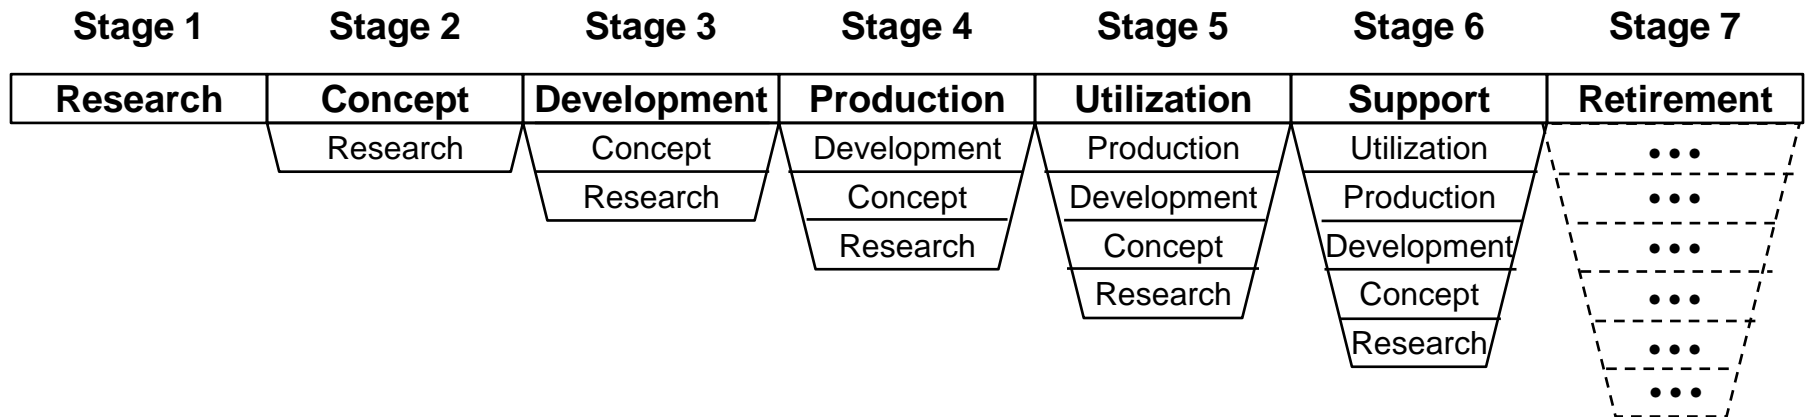 Stage 1 Stage 2 Stage 3 Stage 4 Stage 5 Stage 6 Stage 7
Research Concept Development Production Utilization Support Retirement
Research Concept Development Production Utilization •••
Research Concept Development Production •••
Research Concept Development •••
Research Concept •••
Research •••
•••